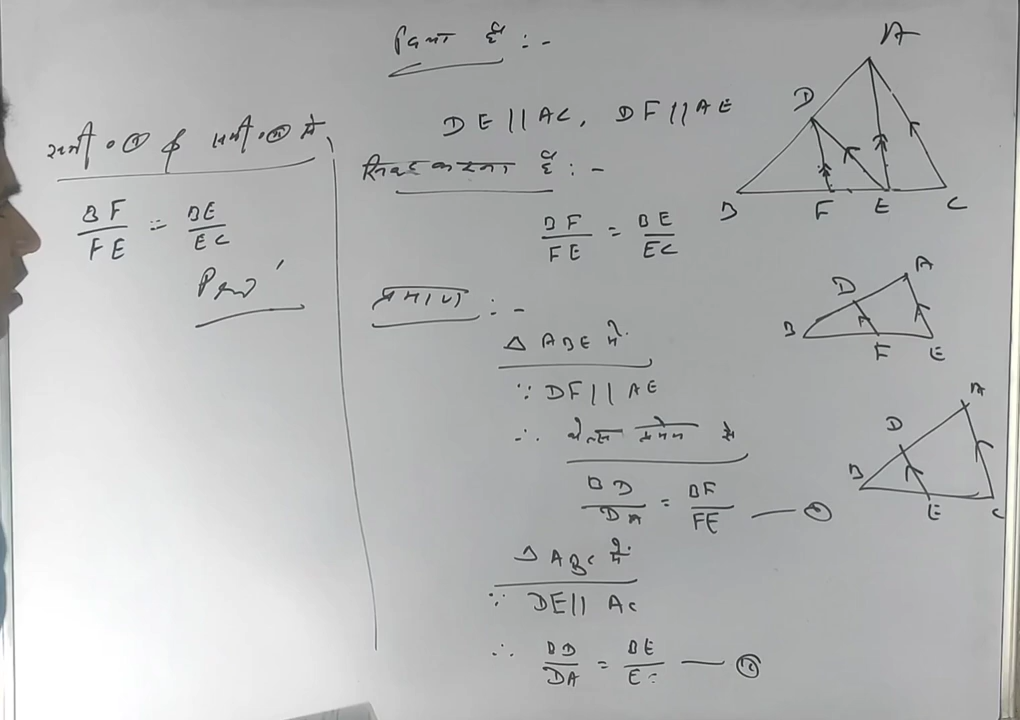 दिया है :-
DE || AC, DF || AE
सिद्ध करना है :-
BF/FE = BE/EC
प्रमाण :-
Δ ABE में
∵ DF || AE
∴ थेल्स प्रमेय से
BD/DA = BF/FE — ①
Δ ABC में
∵ DE || AC
∴ BD/DA = BE/EC — ②
समी० ① व समी० ② से,
BF/FE = BE/EC
A
D
B F E C
A
D
B F E
A
D
B E C